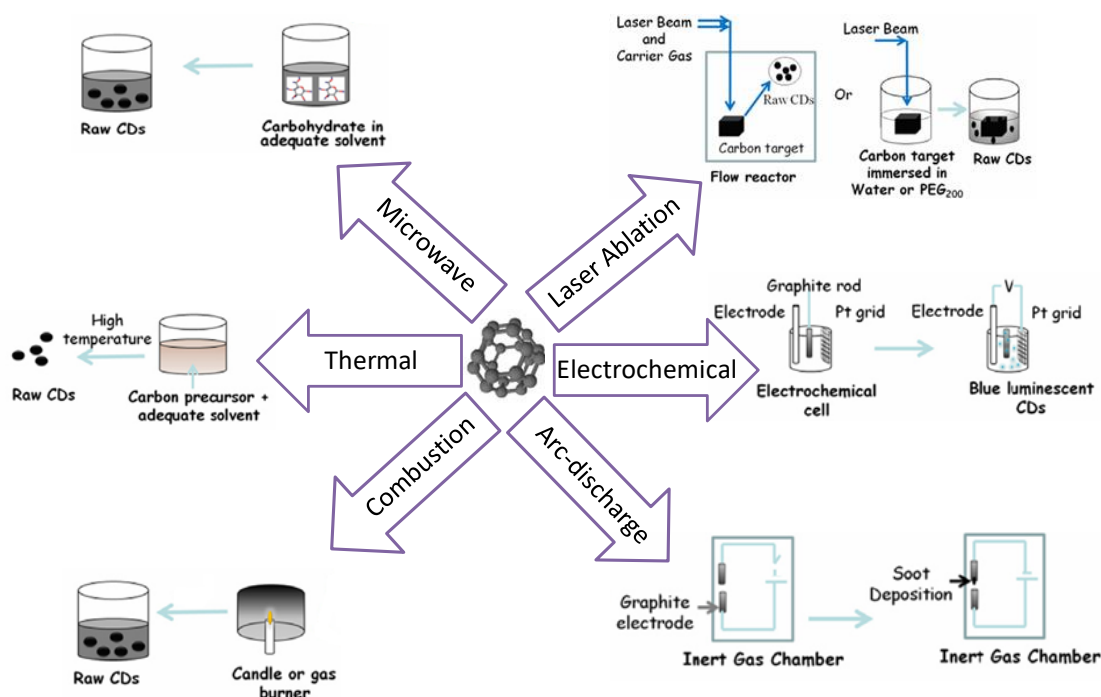 Raw CDs
Carbohydrate in
adequate solvent
Microwave
Laser Beam
and
Carrier Gas
Raw CDs
Carbon target
Flow reactor
Or
Laser Beam
Carbon target
immersed in
Water or PEG200
Raw CDs
Laser Ablation
High
temperature
Raw CDs
Carbon precursor +
adequate solvent
Thermal
Electrochemical
Graphite rod
Electrode
Pt grid
Electrochemical
cell
V
Electrode
Pt grid
Blue luminescent
CDs
Combustion
Raw CDs
Candle or gas
burner
Arc-discharge
Graphite
electrode
Inert Gas Chamber
Soot
Deposition
Inert Gas Chamber